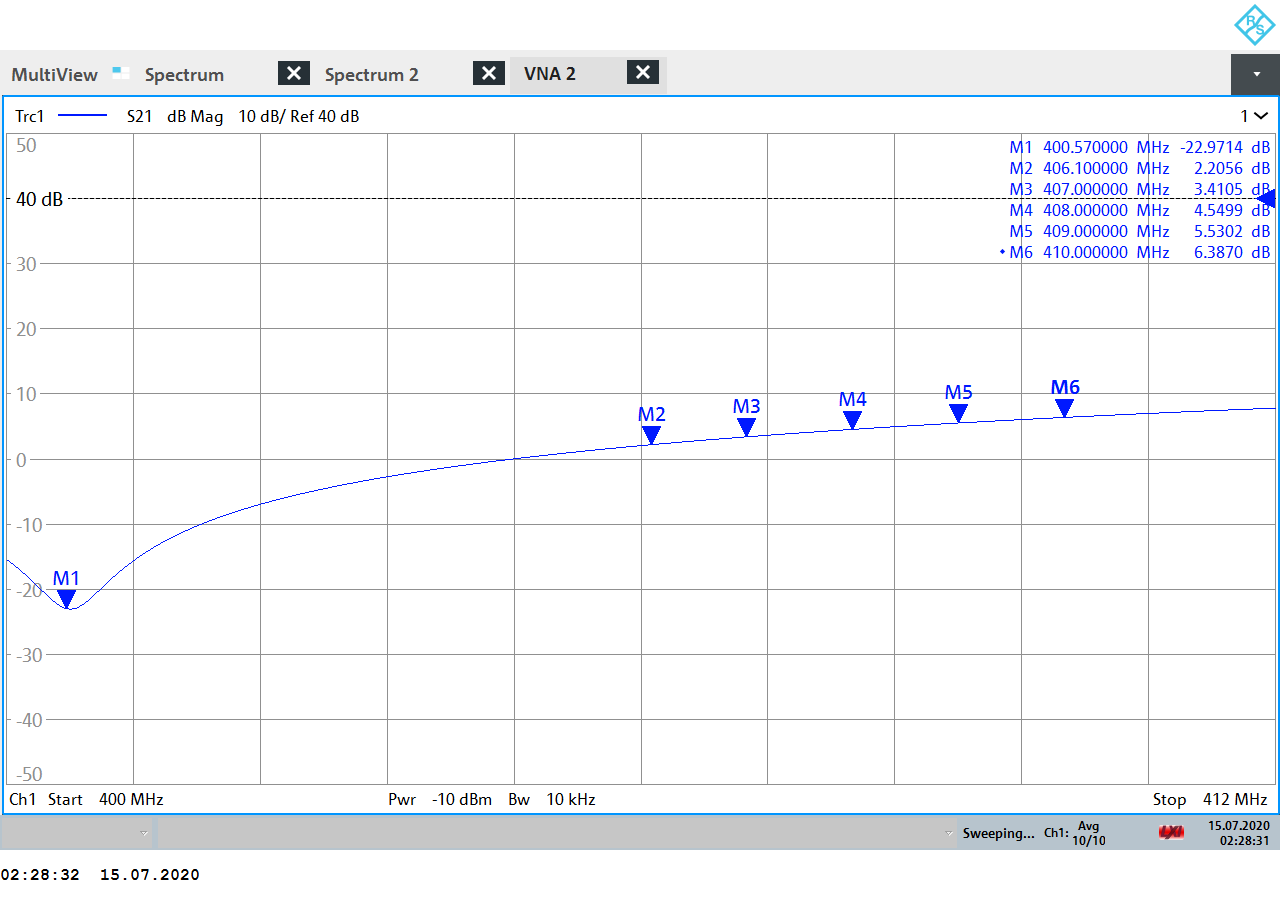 R S
MultiView Spectrum Spectrum 2 VNA 2
Trc1 S21 dB Mag 10 dB/ Ref 40 dB 1
50
M1 400.570000 MHz -22.9714 dB
M2 406.100000 MHz 2.2056 dB
M3 407.000000 MHz 3.4105 dB
40 dB
M4 408.000000 MHz 4.5499 dB
M5 409.000000 MHz 5.5302 dB
M6 410.000000 MHz 6.3870 dB
30
20
10
M2 M3 M4 M5 M6
0
-10
-20
M1
-30
-40
-50
Ch1 Start 400 MHz Pwr -10 dBm Bw 10 kHz Stop 412 MHz
Sweeping... Ch1: Avg 10/10 LXI 15.07.2020 02:28:31
02:28:32 15.07.2020